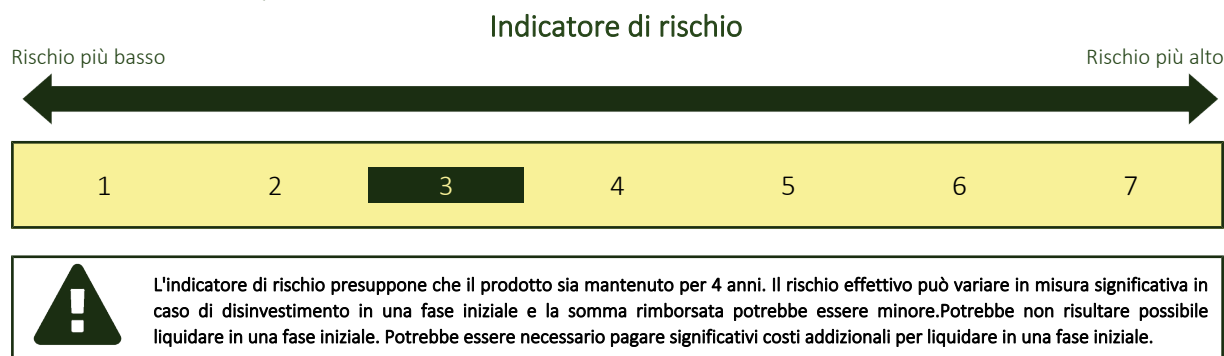 Indicatore di rischio
Rischio più basso Rischio più alto
1 2 3 4 5 6 7
L'indicatore di rischio presuppone che il prodotto sia mantenuto per 4 anni. Il rischio effettivo può variare in misura significativa in
caso di disinvestimento in una fase iniziale e la somma rimborsata potrebbe essere minore.Potrebbe non risultare possibile
liquidare in una fase iniziale. Potrebbe essere necessario pagare significativi costi addizionali per liquidare in una fase iniziale.